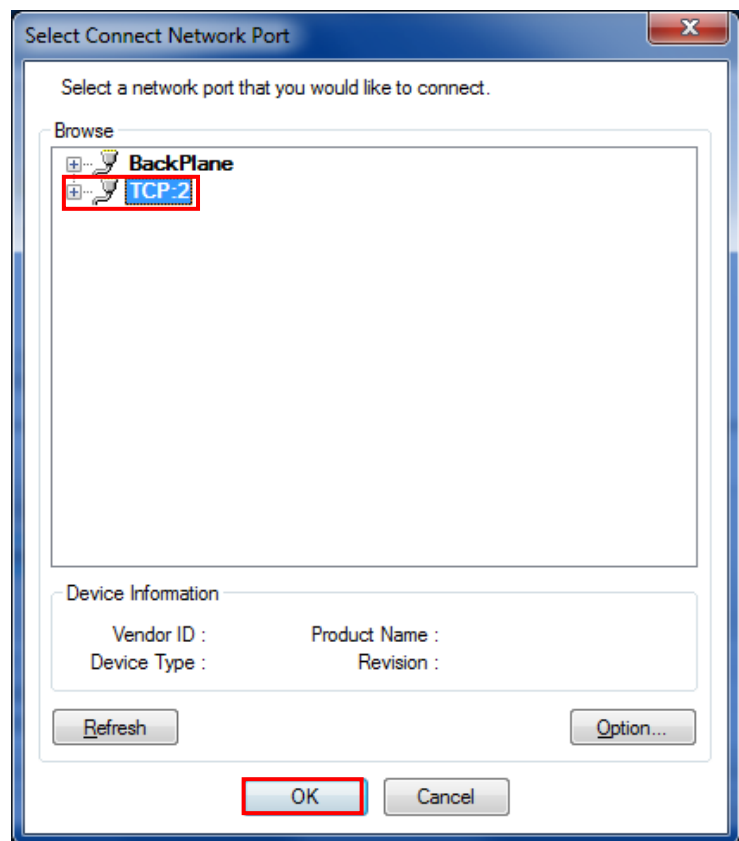 Select Connect Network Port
X
Select a network port that you would like to connect.
Browse
BackPlane
TCP:2
Device Information
Vendor ID :
Product Name :
Device Type :
Revision :
Refresh
Option...
OK
Cancel